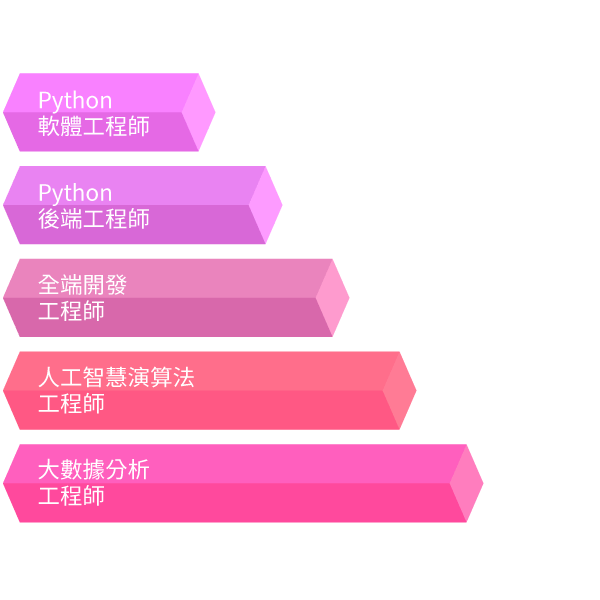 Python
軟體工程師
Python
後端工程師
全端開發
工程師
人工智慧演算法
工程師
大數據分析
工程師